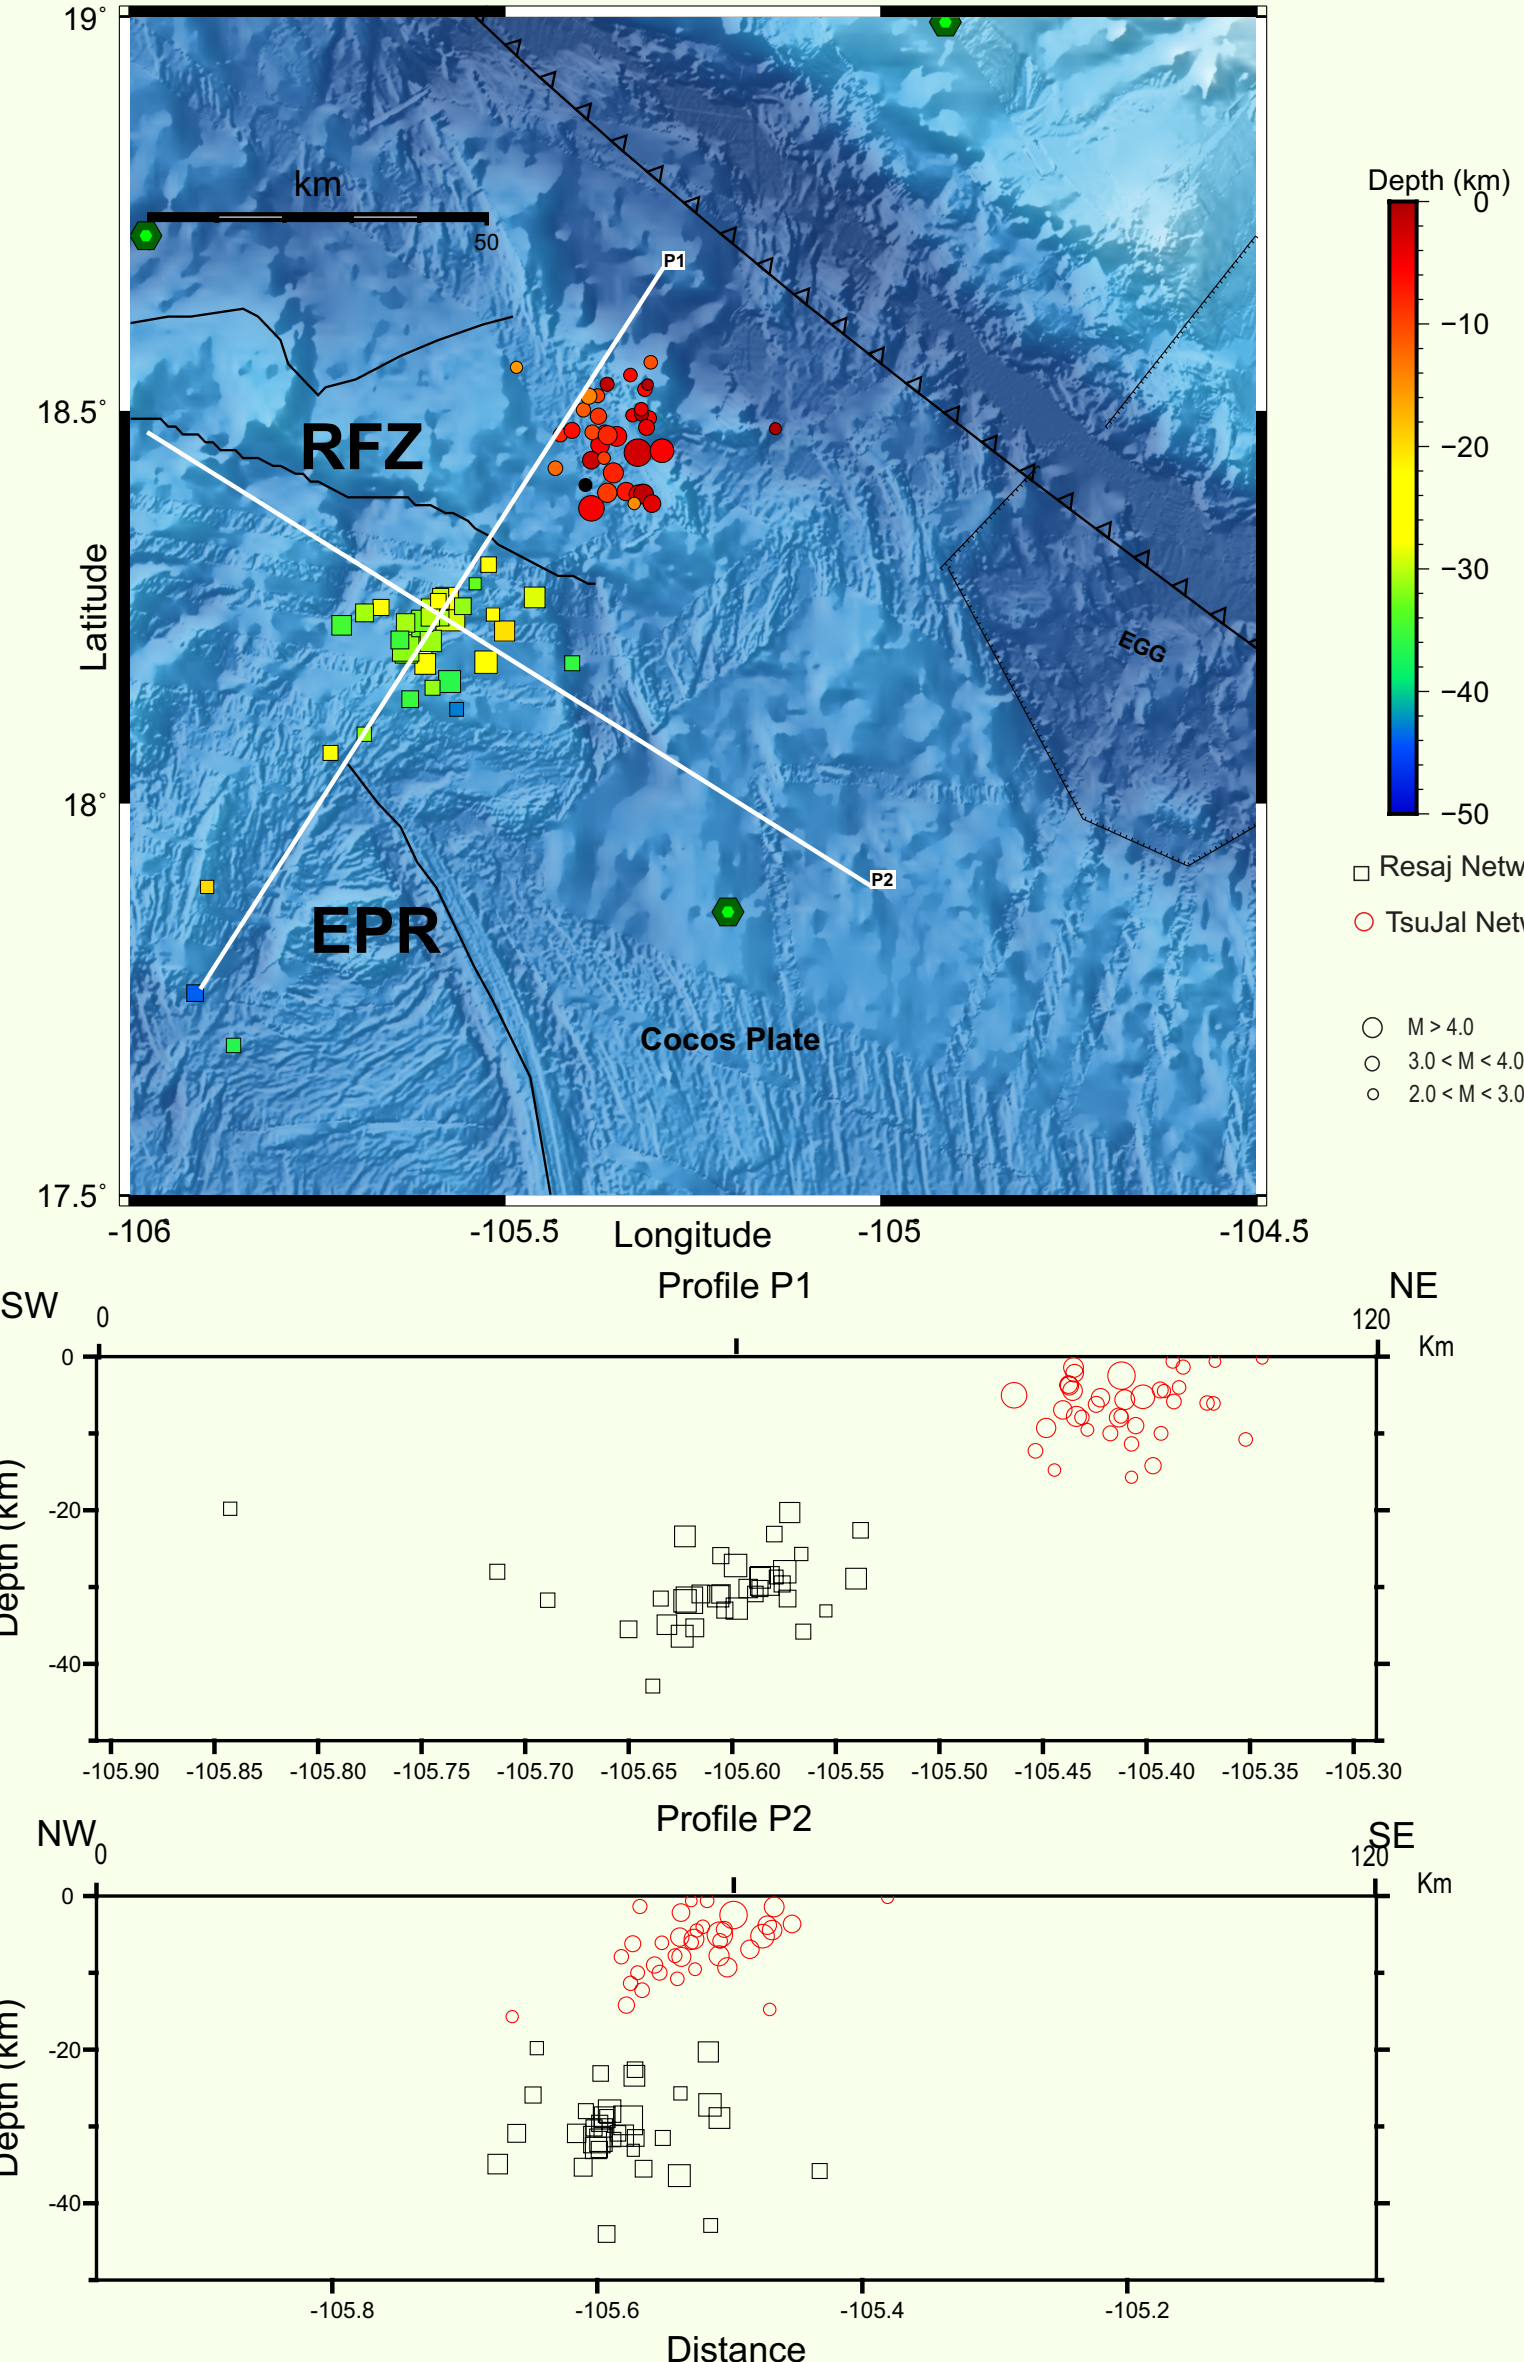 19°
km
50
P1
Depth (km)
0
−10
−20
−30
−40
−50
18.5°
RFZ
Latitude
EGG
18°
P2
EPR
Cocos Plate
Resaj Netw
TsuJal Netw
M > 4.0
3.0 < M < 4.0
2.0 < M < 3.0
17.5°
-106
-105.5
Longitude
-105
-104.5
Profile P1
SW
NE
0
120
Km
0
-20
-40
Depth (km)
-105.90 -105.85 -105.80 -105.75 -105.70 -105.65 -105.60 -105.55 -105.50 -105.45 -105.40 -105.35 -105.30
Profile P2
NW
SE
0
120
Km
0
-20
-40
Depth (km)
-105.8 -105.6 -105.4 -105.2
Distance